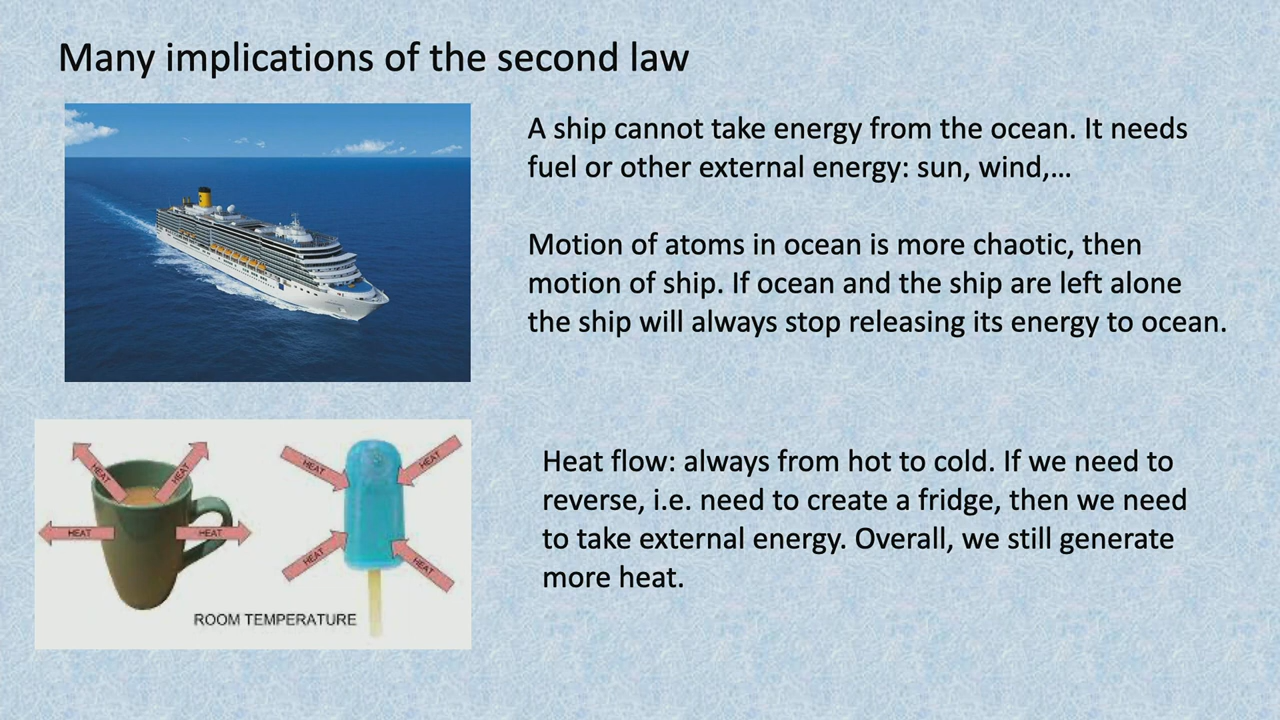 Many implications of the second law
A ship cannot take energy from the ocean. It needs
fuel or other external energy: sun, wind,...
Motion of atoms in ocean is more chaotic, then
motion of ship. If ocean and the ship are left alone
the ship will always stop releasing its energy to ocean.
HEAT
HEAT
HEAT
HEAT
HEAT
HEAT
HEAT
HEAT
ROOM TEMPERATURE
Heat flow: always from hot to cold. If we need to
reverse, i.e. need to create a fridge, then we need
to take external energy. Overall, we still generate
more heat.